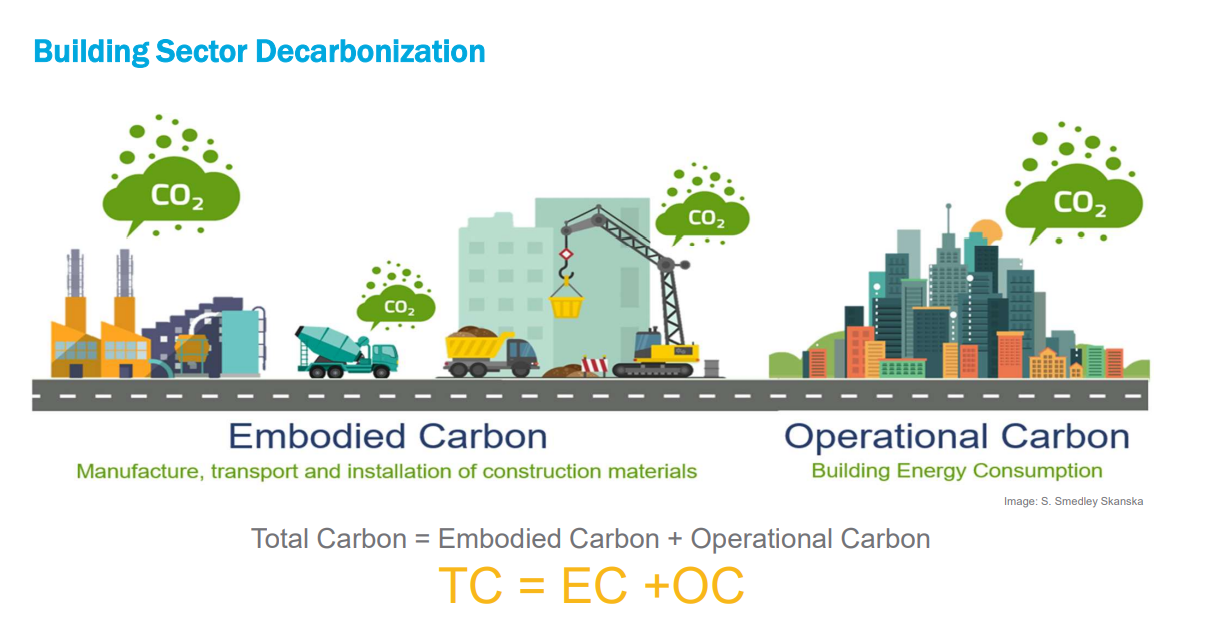 Building Sector Decarbonization
CO₂
CO₂
CO₂
CO₂
Embodied Carbon
Manufacture, transport and installation of construction materials
Operational Carbon
Building Energy Consumption
Image: S. Smedley Skanska
Total Carbon = Embodied Carbon + Operational Carbon
TC = EC +OC